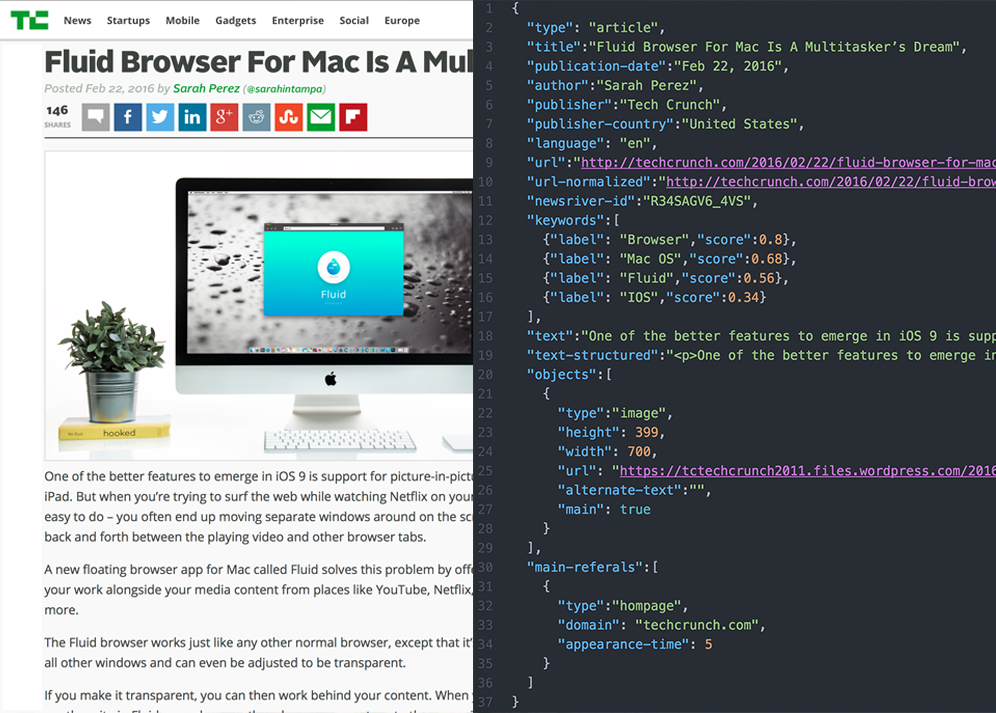 TC News Startups Mobile Gadgets Enterprise Social Europe
Fluid Browser For Mac Is A Mul
Posted Feb 22, 2016 by Sarah Perez (@sarahintampa)
146
SHARES
Fluid
hooked
One of the better features to emerge in iOS 9 is support for picture-in-pictu
iPad. But when you’re trying to surf the web while watching Netflix on your
easy to do – you often end up moving separate windows around on the scr
back and forth between the playing video and other browser tabs.
A new floating browser app for Mac called Fluid solves this problem by offe
your work alongside your media content from places like YouTube, Netflix,
more.
The Fluid browser works just like any other normal browser, except that it’
all other windows and can even be adjusted to be transparent.
If you make it transparent, you can then work behind your content. When
1 {
2 "type": "article",
3 "title":"Fluid Browser For Mac Is A Multitasker’s Dream",
4 "publication-date":"Feb 22, 2016",
5 "author":"Sarah Perez",
6 "publisher":"Tech Crunch",
7 "publisher-country":"United States",
8 "language": "en",
9 "url":"http://techcrunch.com/2016/02/22/fluid-browser-for-mac
10 "url-normalized":"http://techcrunch.com/2016/02/22/fluid-brow
11 "newsriver-id":"R34SAGV6_4VS",
12 "keywords":[
13 {"label": "Browser","score":0.8},
14 {"label": "Mac OS","score":0.68},
15 {"label": "Fluid","score":0.56},
16 {"label": "IOS","score":0.34}
17 ],
18 "text":"One of the better features to emerge in iOS 9 is supp
19 "text-structured":"<p>One of the better features to emerge in
20 "objects":[
21 {
22 "type":"image",
23 "height": 399,
24 "width": 700,
25 "url": "https://tctechcrunch2011.files.wordpress.com/2016
26 "alternate-text":"",
27 "main": true
28 }
29 ],
30 "main-referals":[
31 {
32 "type":"hompage",
33 "domain": "techcrunch.com",
34 "appearance-time": 5
35 }
36 ]
37 }